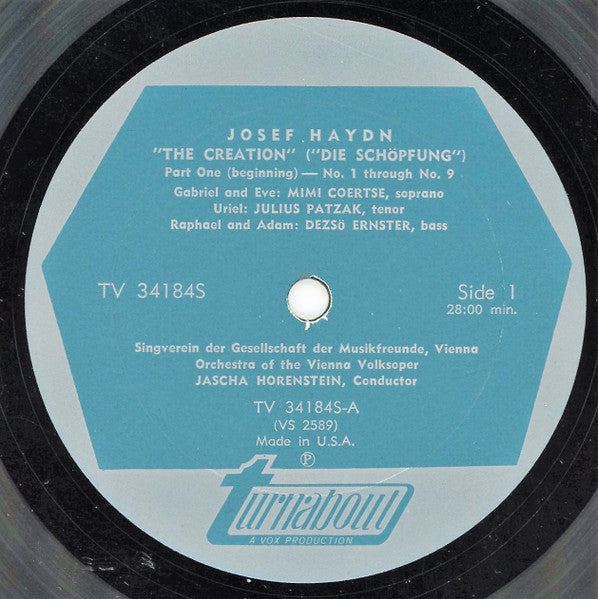 JOSEF HAYDN
"THE CREATION" ("DIE SCHÖPFUNG")
Part One (beginning) — No. 1 through No. 9
Gabriel and Eve: MIMI COERTSE, soprano
Uriel: JULIUS PATZAK, tenor
Raphael and Adam: DEZSö ERNSTER, bass
TV 34184S
Side 1
28:00 min.
Singverein der Gesellschaft der Musikfreunde, Vienna
Orchestra of the Vienna Volksoper
JASCHA HORENSTEIN, Conductor
TV 34184S-A
(VS 2589)
Made in U.S.A.
Ⓟ
turnabout
A VOX PRODUCTION